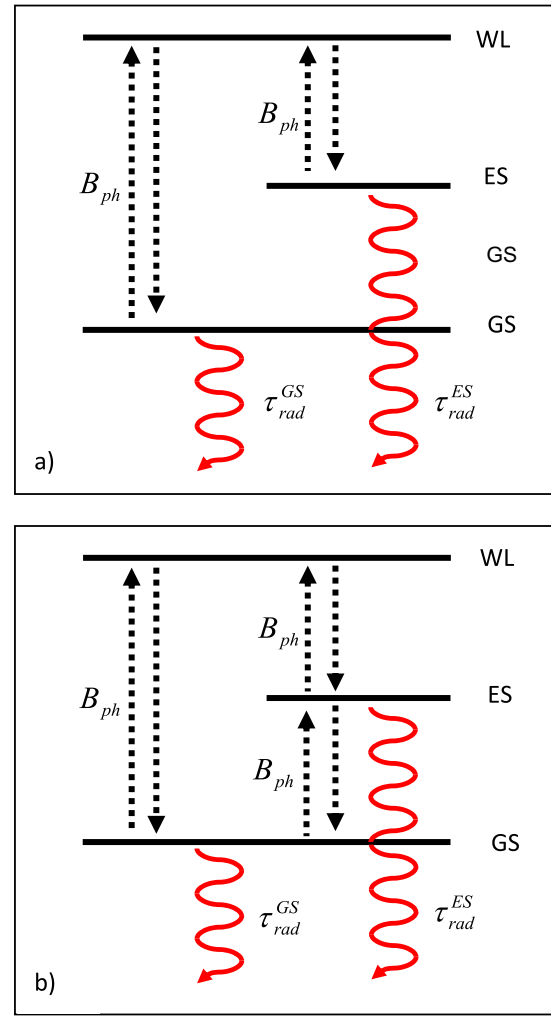 WL
B_ph
B_ph
ES
GS
GS
τ_rad^GS
τ_rad^ES
a)
WL
B_ph
B_ph
ES
B_ph
GS
τ_rad^GS
τ_rad^ES
b)